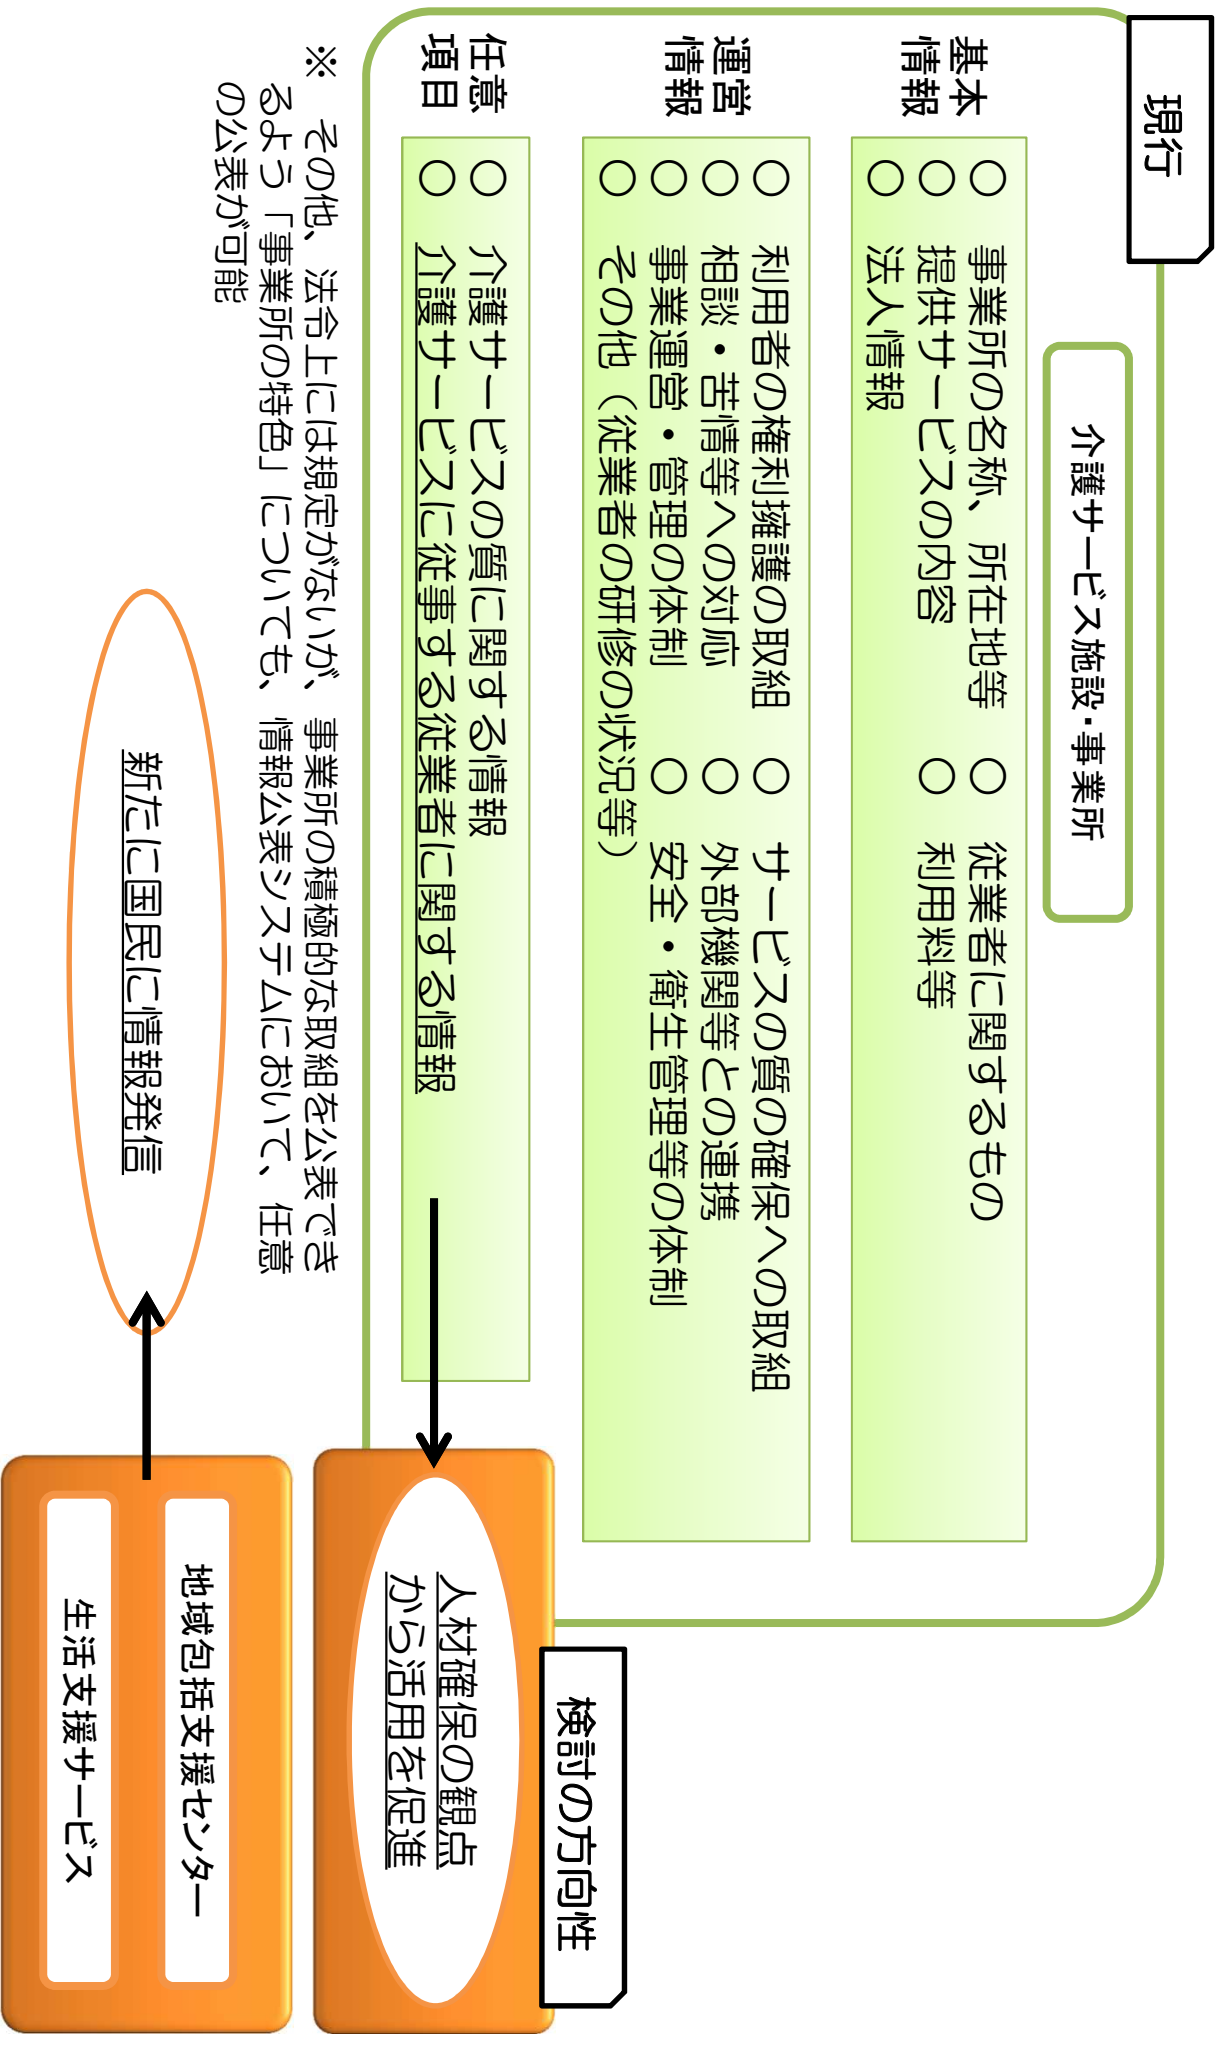 現行
介護サービス施設・事業所
基本
情報
○　事業所の名称、所在地等　○　従業者に関するもの
○　提供サービスの内容　○　利用料等
○　法人情報
運営
情報
○　利用者の権利擁護の取組　○　サービスの質の確保への取組
○　相談・苦情等への対応　○　外部機関等との連携
○　事業運営・管理の体制　○　安全・衛生管理等の体制
○　その他（従業者の研修の状況等）
任意
項目
○　介護サービスの質に関する情報
○　介護サービスに従事する従業者に関する情報
検討の方向性
人材確保の観点
から活用を促進
※　その他、法令上には規定がないが、事業所の積極的な取組を公表でき
るよう「事業所の特色」についても、情報公表システムにおいて、任意
の公表が可能
新たに国民に情報発信
地域包括支援センター
生活支援サービス